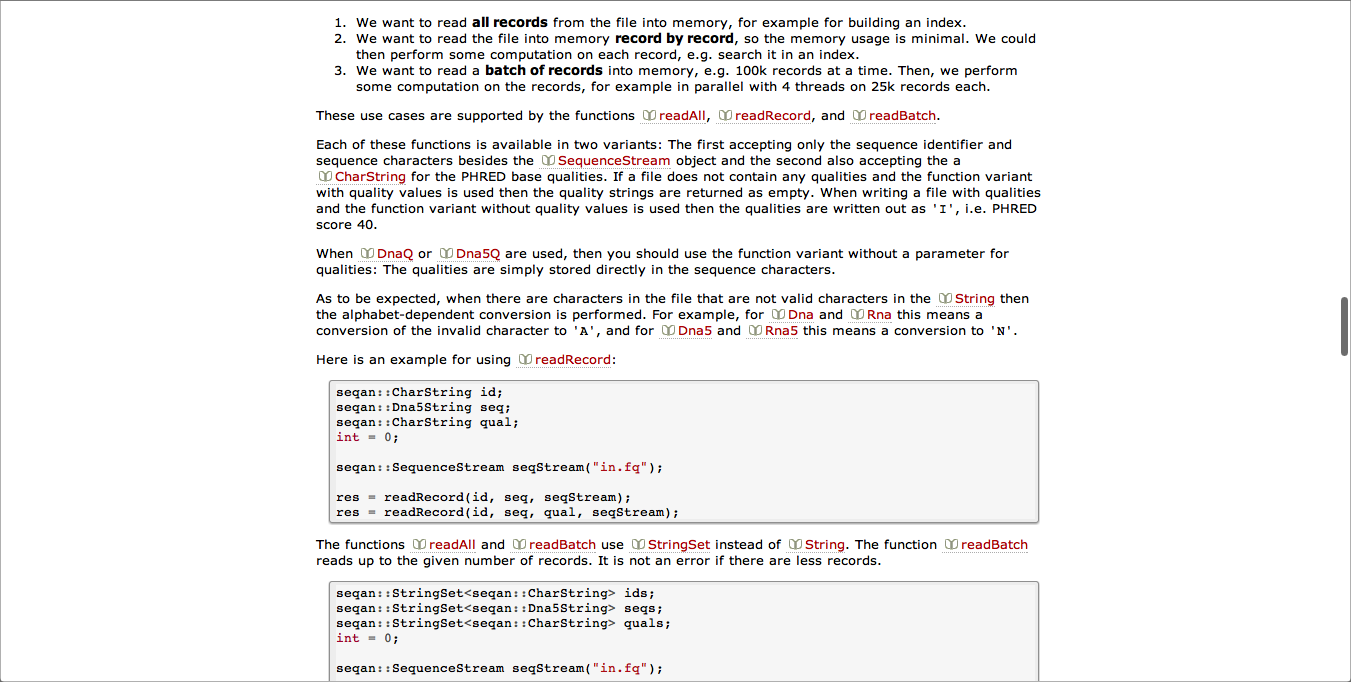 1. We want to read all records from the file into memory, for example for building an index.
2. We want to read the file into memory record by record, so the memory usage is minimal. We could
then perform some computation on each record, e.g. search it in an index.
3. We want to read a batch of records into memory, e.g. 100k records at a time. Then, we perform
some computation on the records, for example in parallel with 4 threads on 25k records each.
These use cases are supported by the functions readAll, readRecord, and readBatch.
Each of these functions is available in two variants: The first accepting only the sequence identifier and
sequence characters besides the SequenceStream object and the second also accepting the a
CharString for the PHRED base qualities. If a file does not contain any qualities and the function variant
with quality values is used then the quality strings are returned as empty. When writing a file with qualities
and the function variant without quality values is used then the qualities are written out as 'I', i.e. PHRED
score 40.
When DnaQ or Dna5Q are used, then you should use the function variant without a parameter for
qualities: The qualities are simply stored directly in the sequence characters.
As to be expected, when there are characters in the file that are not valid characters in the String then
the alphabet-dependent conversion is performed. For example, for Dna and Rna this means a
conversion of the invalid character to 'A', and for Dna5 and Rna5 this means a conversion to 'N'.
Here is an example for using readRecord:
seqan::CharString id;
seqan::Dna5String seq;
seqan::CharString qual;
int = 0;
seqan::SequenceStream seqStream("in.fq");
res = readRecord(id, seq, seqStream);
res = readRecord(id, seq, qual, seqStream);
The functions readAll and readBatch use StringSet instead of String. The function readBatch
reads up to the given number of records. It is not an error if there are less records.
seqan::StringSet<seqan::CharString> ids;
seqan::StringSet<seqan::Dna5String> seqs;
seqan::StringSet<seqan::CharString> quals;
int = 0;
seqan::SequenceStream seqStream("in.fq");